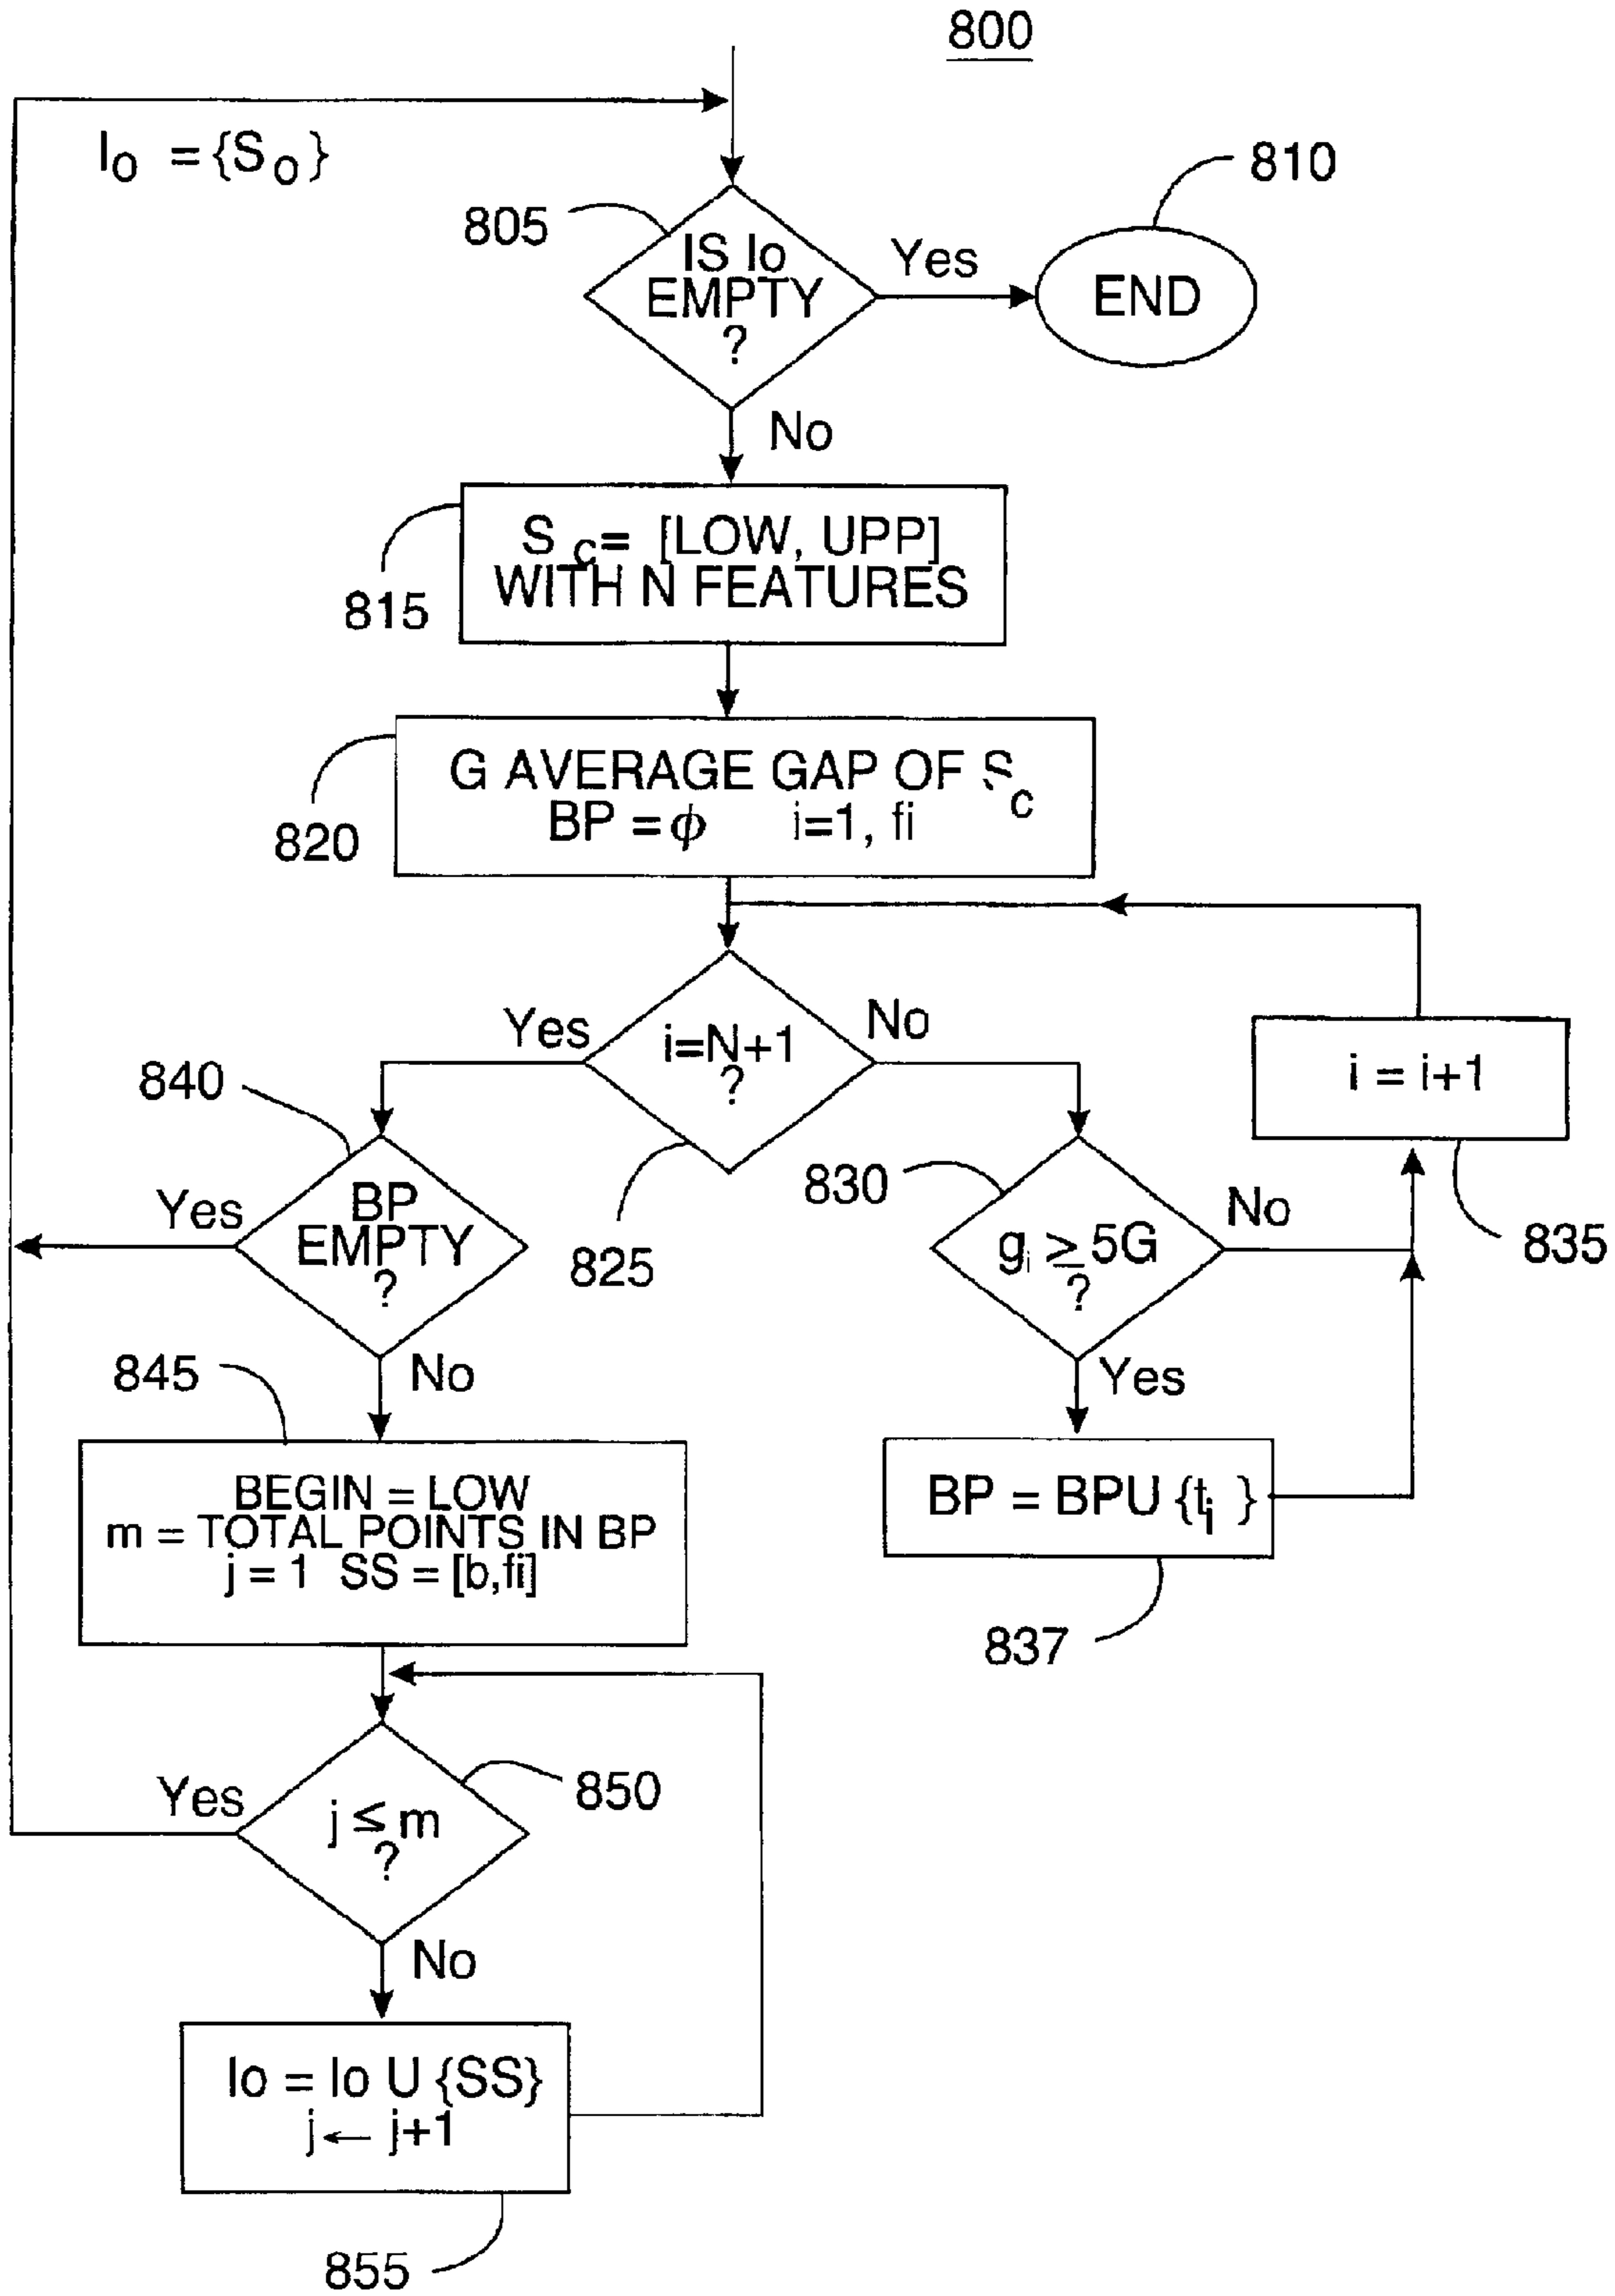 800
I0 = {S0}
810
805
IS Io
EMPTY
?
Yes
END
No
Sc= [LOW, UPP]
WITH N FEATURES
815
G AVERAGE GAP OF Sc
BP = ϕ i=1, fi
820
Yes
i=N+1
?
No
i = i+1
840
830
835
825
Yes
BP
EMPTY
?
gi ≥ 5G
?
No
845
No
Yes
BEGIN = LOW
m = TOTAL POINTS IN BP
j = 1 SS = [b,fi]
BP = BPU {ti }
837
850
Yes
j ≤ m
?
No
Io = Io U {SS}
j ← j+1
855